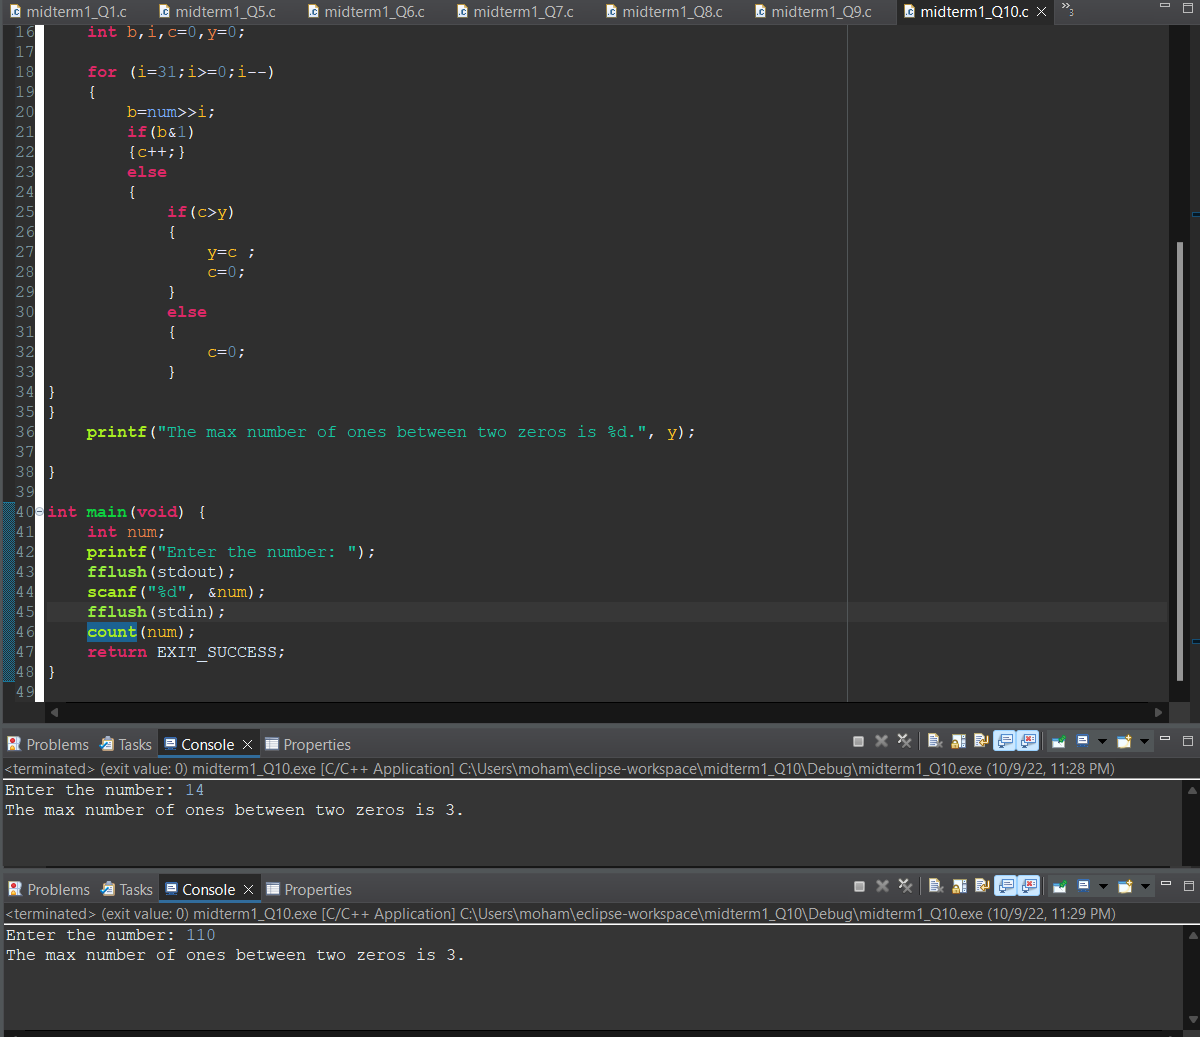 midterm1_Q1.c midterm1_Q5.c midterm1_Q6.c midterm1_Q7.c midterm1_Q8.c midterm1_Q9.c midterm1_Q10.c »3
16     int b,i,c=0,y=0;
17
18     for (i=31;i>=0;i--)
19     {
20         b=num>>i;
21         if(b&1)
22         {c++;}
23         else
24         {
25             if(c>y)
26             {
27                 y=c ;
28                 c=0;
29             }
30             else
31             {
32                 c=0;
33             }
34 }
35 }
36     printf("The max number of ones between two zeros is %d.", y);
37
38 }
39
40 int main(void) {
41     int num;
42     printf("Enter the number: ");
43     fflush(stdout);
44     scanf("%d", &num);
45     fflush(stdin);
46     count(num);
47     return EXIT_SUCCESS;
48 }
49
Problems Tasks Console Properties
<terminated> (exit value: 0) midterm1_Q10.exe [C/C++ Application] C:\Users\moham\eclipse-workspace\midterm1_Q10\Debug\midterm1_Q10.exe (10/9/22, 11:28 PM)
Enter the number: 14
The max number of ones between two zeros is 3.
Problems Tasks Console Properties
<terminated> (exit value: 0) midterm1_Q10.exe [C/C++ Application] C:\Users\moham\eclipse-workspace\midterm1_Q10\Debug\midterm1_Q10.exe (10/9/22, 11:29 PM)
Enter the number: 110
The max number of ones between two zeros is 3.